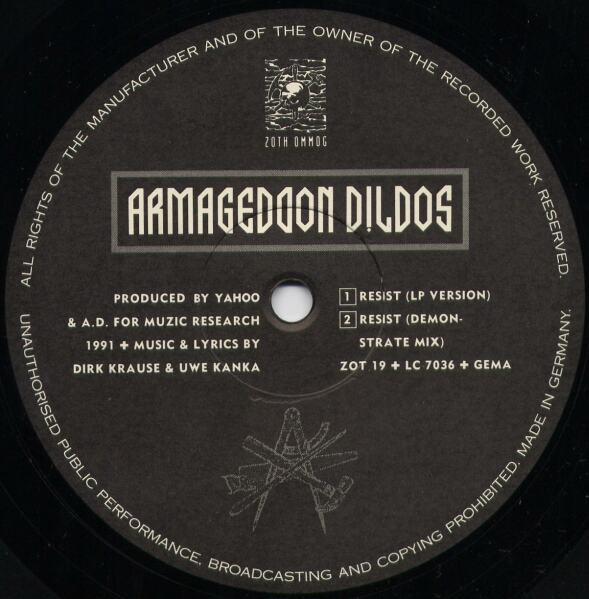 ALL RIGHTS OF THE MANUFACTURER AND OF THE OWNER OF THE RECORDED WORK RESERVED.
ZOTH OMMOG
ARMAGEDDON DILDOS
PRODUCED BY YAHOO
& A.D. FOR MUZIC RESEARCH
1991 + MUSIC & LYRICS BY
DIRK KRAUSE & UWE KANKA
1 RESIST (LP VERSION)
2 RESIST (DEMON-
STRATE MIX)
ZOT 19 + LC 7036 + GEMA
UNAUTHORISED PUBLIC PERFORMANCE, BROADCASTING AND COPYING PROHIBITED. MADE IN GERMANY.